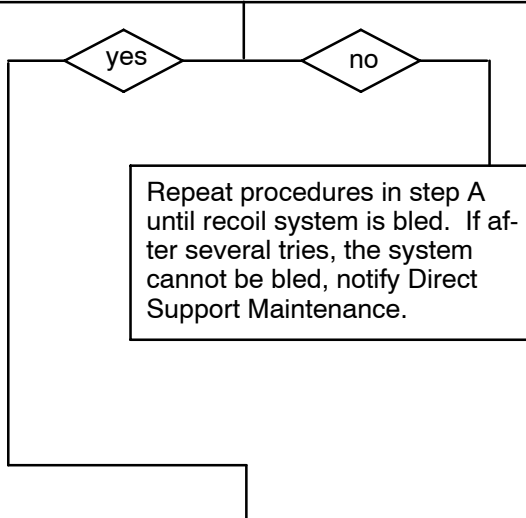 yes
no
Repeat procedures in step A
until recoil system is bled. If af-
ter several tries, the system
cannot be bled, notify Direct
Support Maintenance.